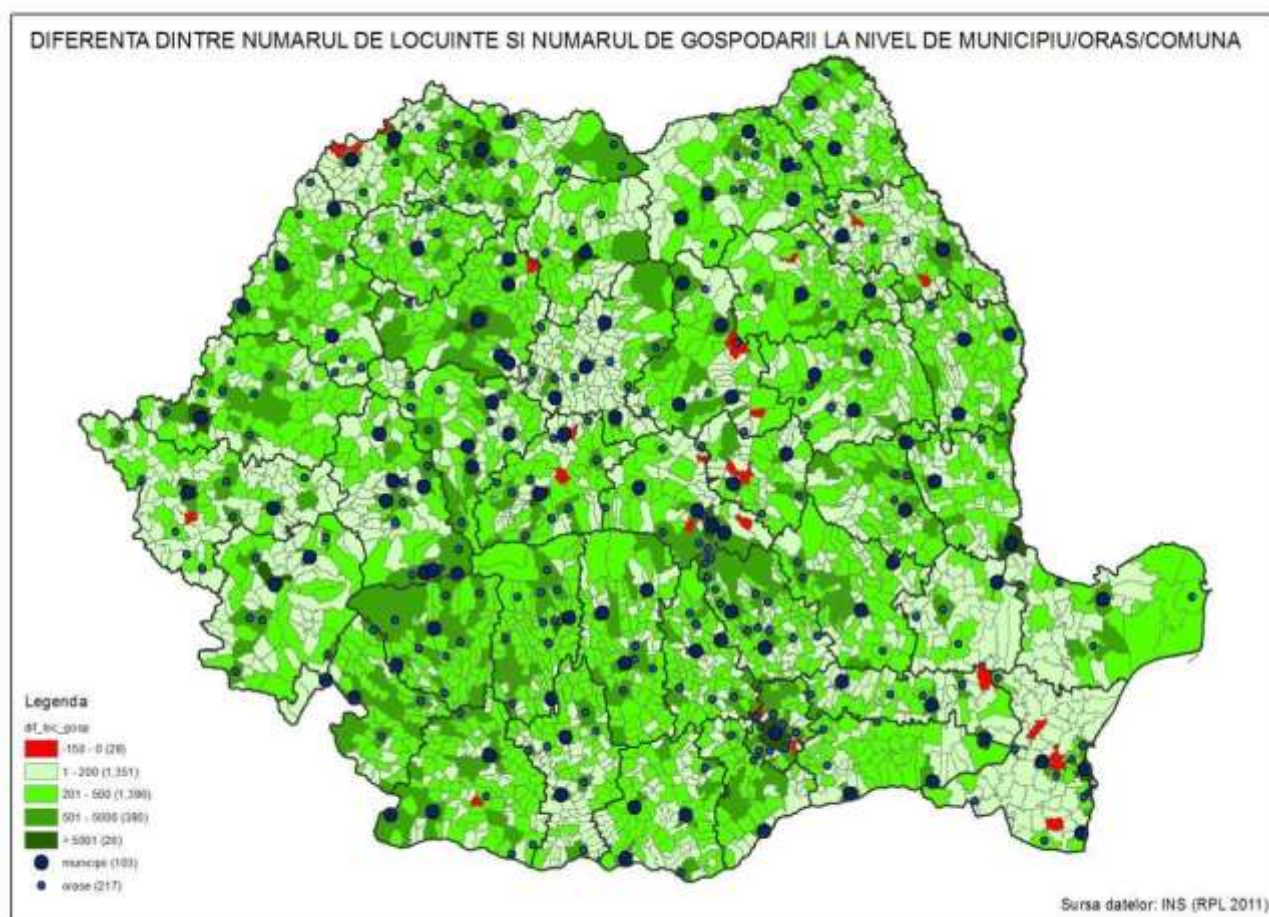 DIFERENTA DINTRE NUMARUL DE LOCUINTE SI NUMARUL DE GOSPODARII LA NIVEL DE MUNICIPIU/ORAS/COMUNA
Legenda
dif_loc_gosp
-150 - 0 (28)
1 - 200 (1,351)
201 - 500 (1,396)
501 - 5000 (380)
> 5001 (26)
municipii (103)
orase (217)
Sursa datelor: INS (RPL 2011)